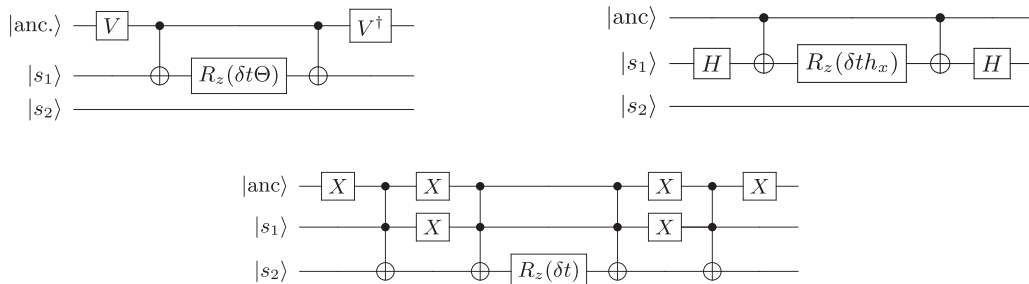 |anc.⟩ V V†
|s₁⟩ R_z(δtΘ)
|s₂⟩
|anc⟩
|s₁⟩ H R_z(δth_x) H
|s₂⟩
|anc⟩ X X X X
|s₁⟩ X X
|s₂⟩ R_z(δt)